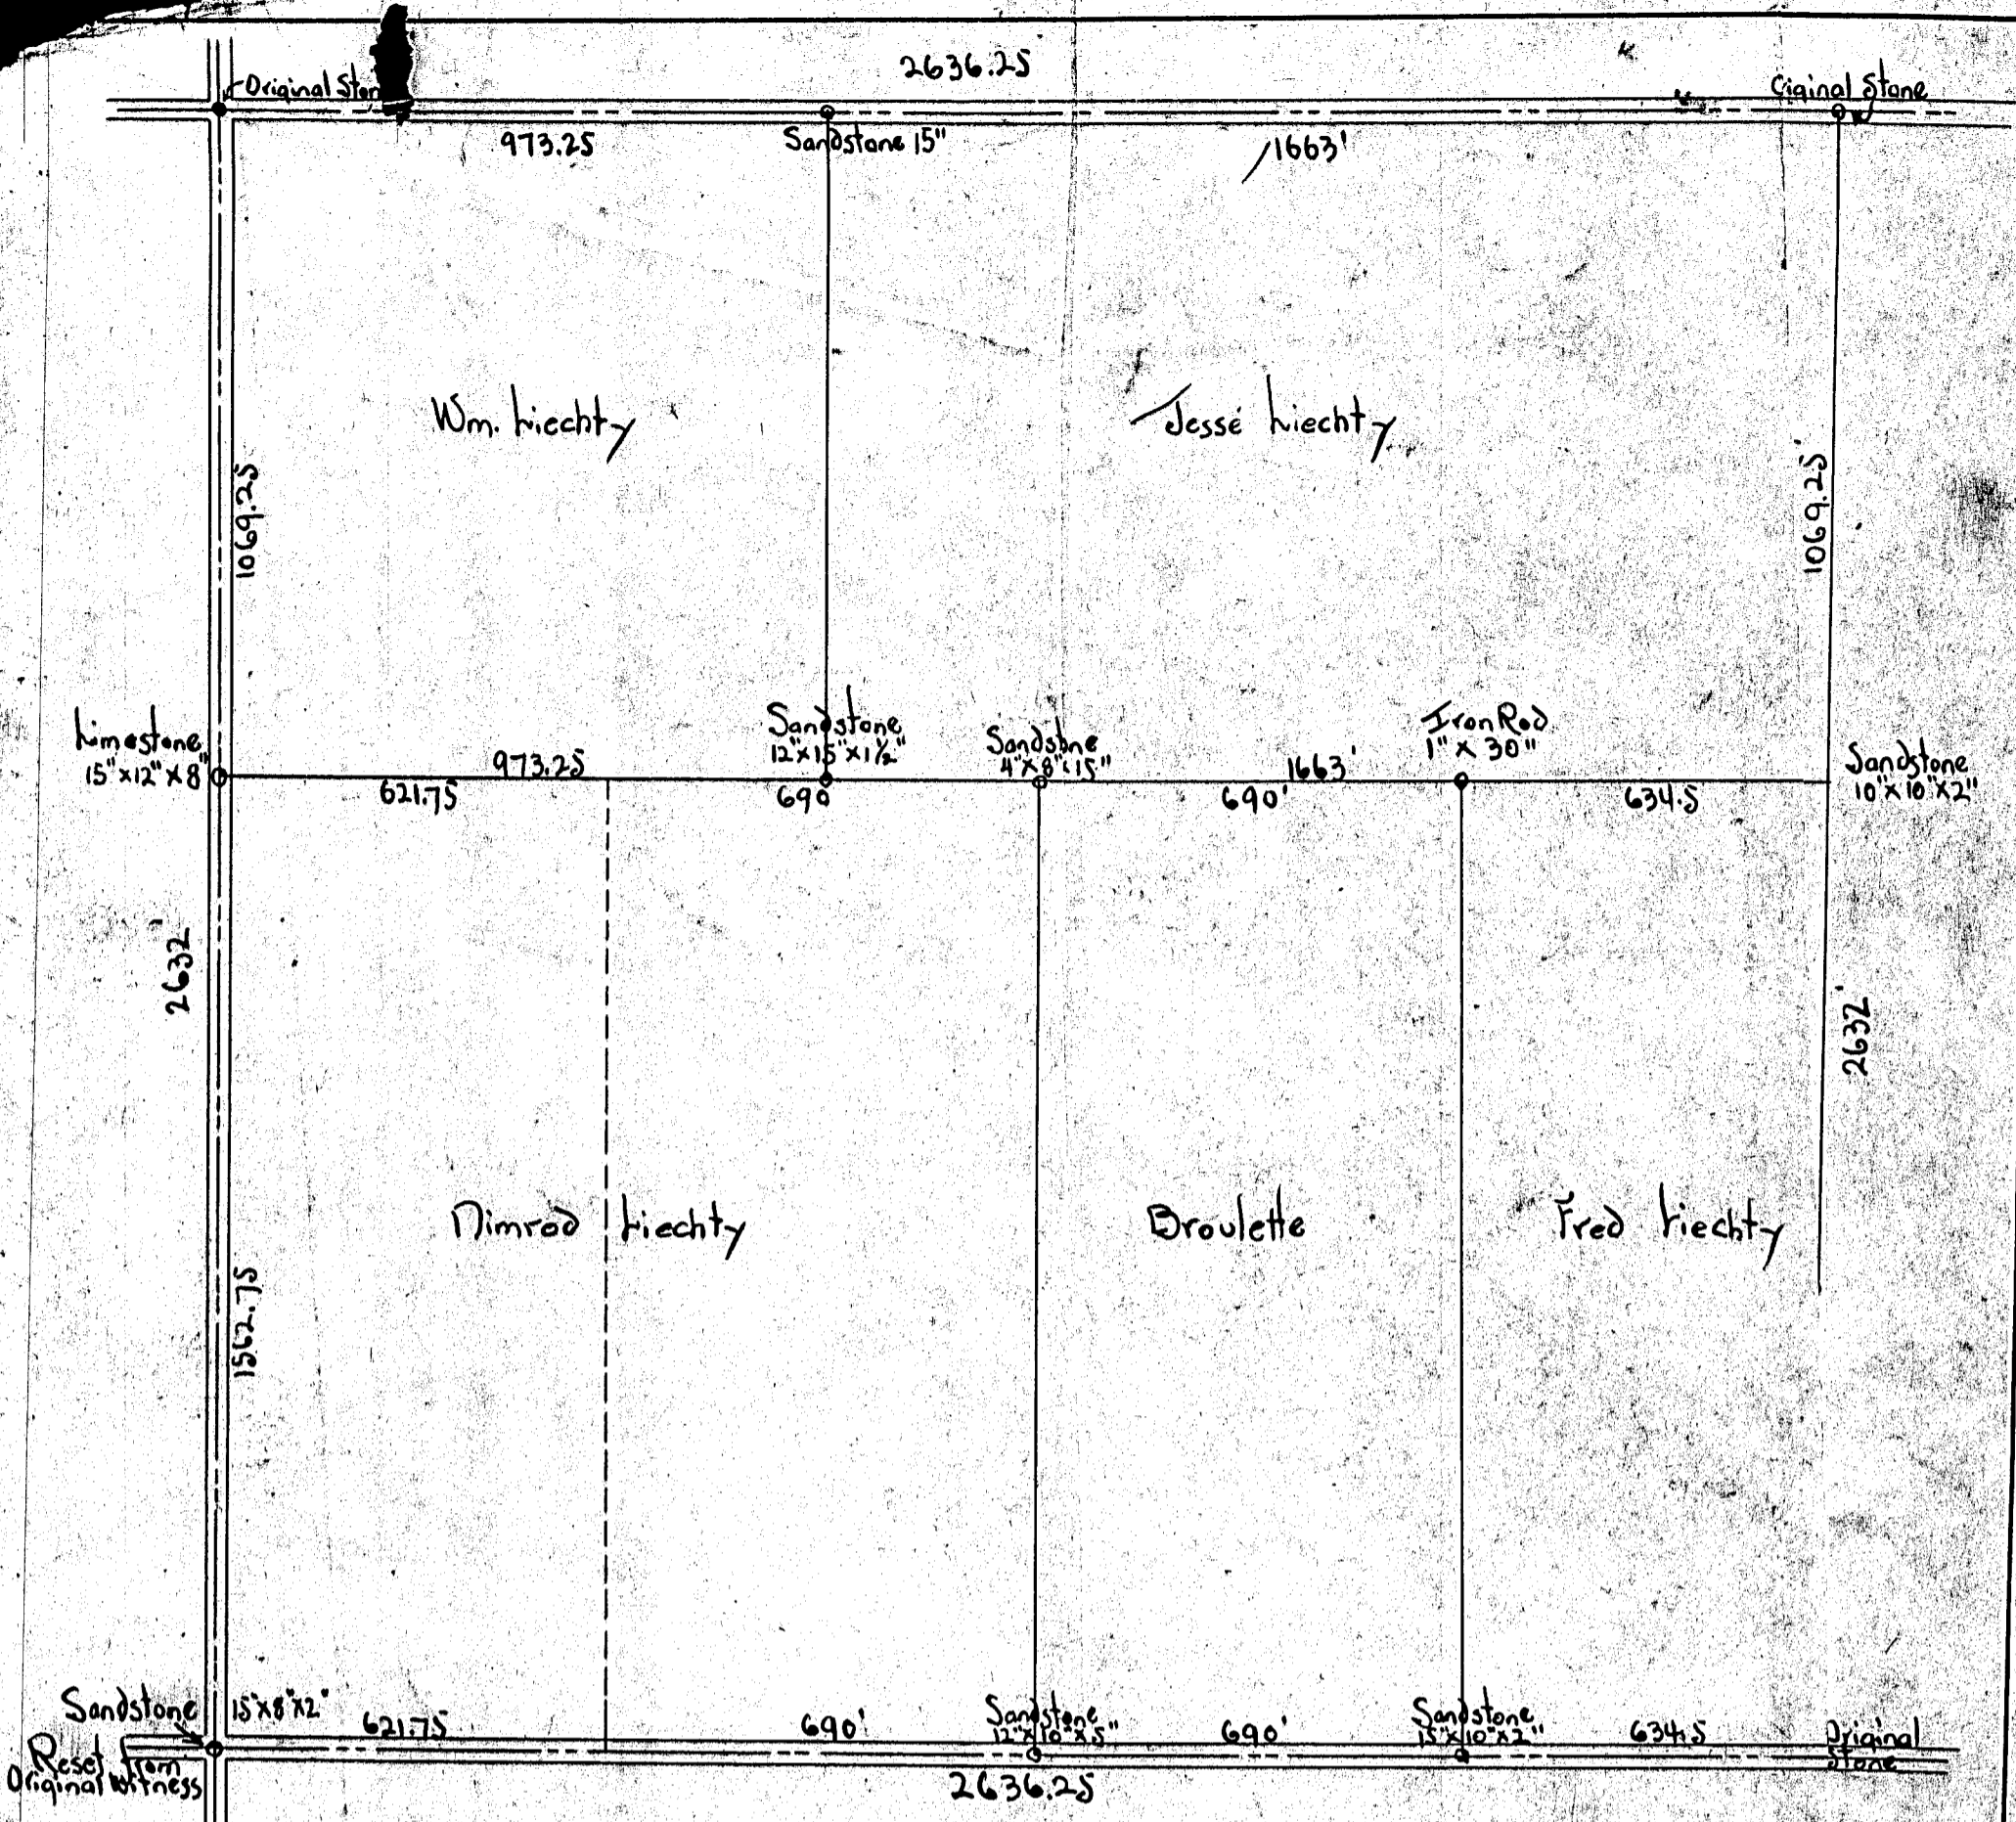 2636.25
Original Ston
Giginal Stone
973.25
Sandstone 15"
1663'
Wm. Liechty
Jesse Liechty
1069.25'
1069.25'
Limestone
15"x12"x8"
Sandstone
12"x15"x1½"
Sandstne
4"x8"x15"
Iron Rod
1" x 30"
Sandstone
10"x10"x2"
973.25
1663'
621.75
690'
690'
634.5
2632'
2632'
Nimrod Liechty
Broulette
Fred Liechty
1562.75
Sandstone
15"x8"x2"
Reset from
Original Witness
621.75
690'
Sandstone
12"x10"x5"
690'
Sandstone
15"x10"x2"
634.5
Original
Stone
2636.25